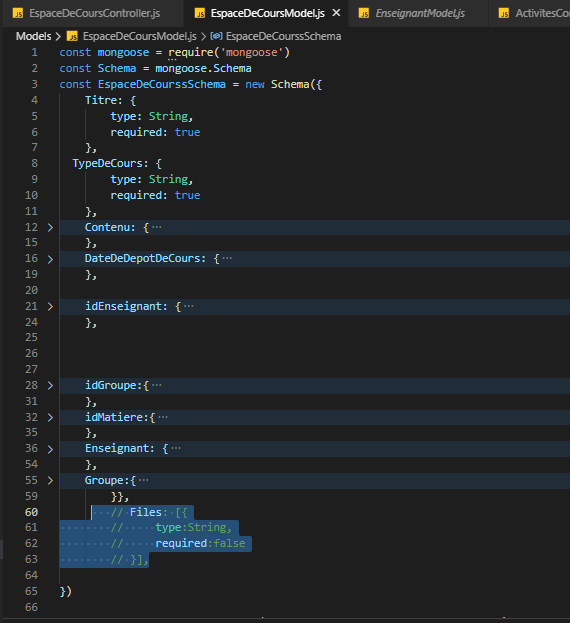 JS EspaceDeCoursController.js JS EspaceDeCoursModel.js × JS EnseignantModel.js JS ActivitesCo
Models > JS EspaceDeCoursModel.js > EspaceDeCourssSchema
1 const mongoose = require('mongoose')
2 const Schema = mongoose.Schema
3 const EspaceDeCourssSchema = new Schema({
4 Titre: {
5 type: String,
6 required: true
7 },
8 TypeDeCours: {
9 type: String,
10 required: true
11 },
12 > Contenu: {…
15 },
16 > DateDeDepotDeCours: {…
19 },
20
21 > idEnseignant: {…
24 },
25
26
27
28 > idGroupe:{…
31 },
32 > idMatiere:{…
35 },
36 > Enseignant: {…
54 },
55 > Groupe:{…
59 }},
60 // Files: [{
61 // type:String,
62 // required:false
63 // }],
64
65 })
66